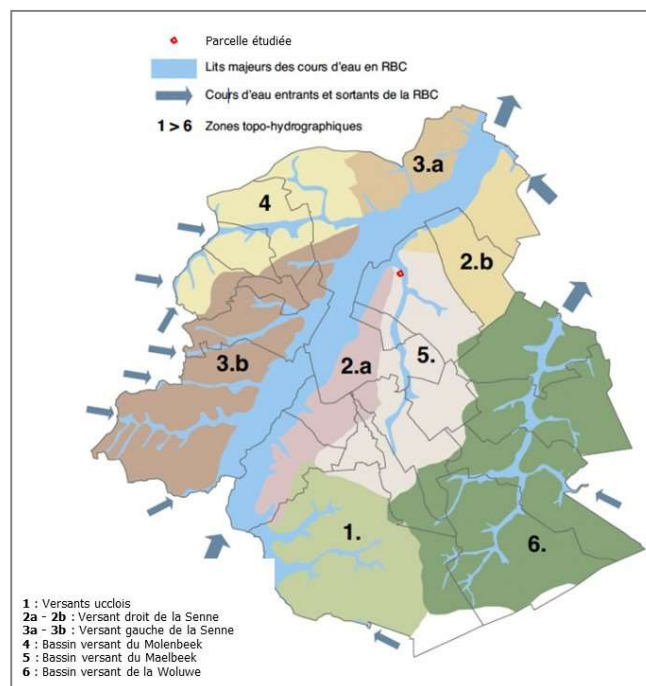 Parcelle étudiée
Lits majeurs des cours d'eau en RBC
Cours d'eau entrants et sortants de la RBC
1 > 6 Zones topo-hydrographiques
3.a
4
2.b
2.a
5.
3.b
1.
6.
1 : Versants ucclois
2a - 2b : Versant droit de la Senne
3a - 3b : Versant gauche de la Senne
4 : Bassin versant du Molenbeek
5 : Bassin versant du Maelbeek
6 : Bassin versant de la Woluwe